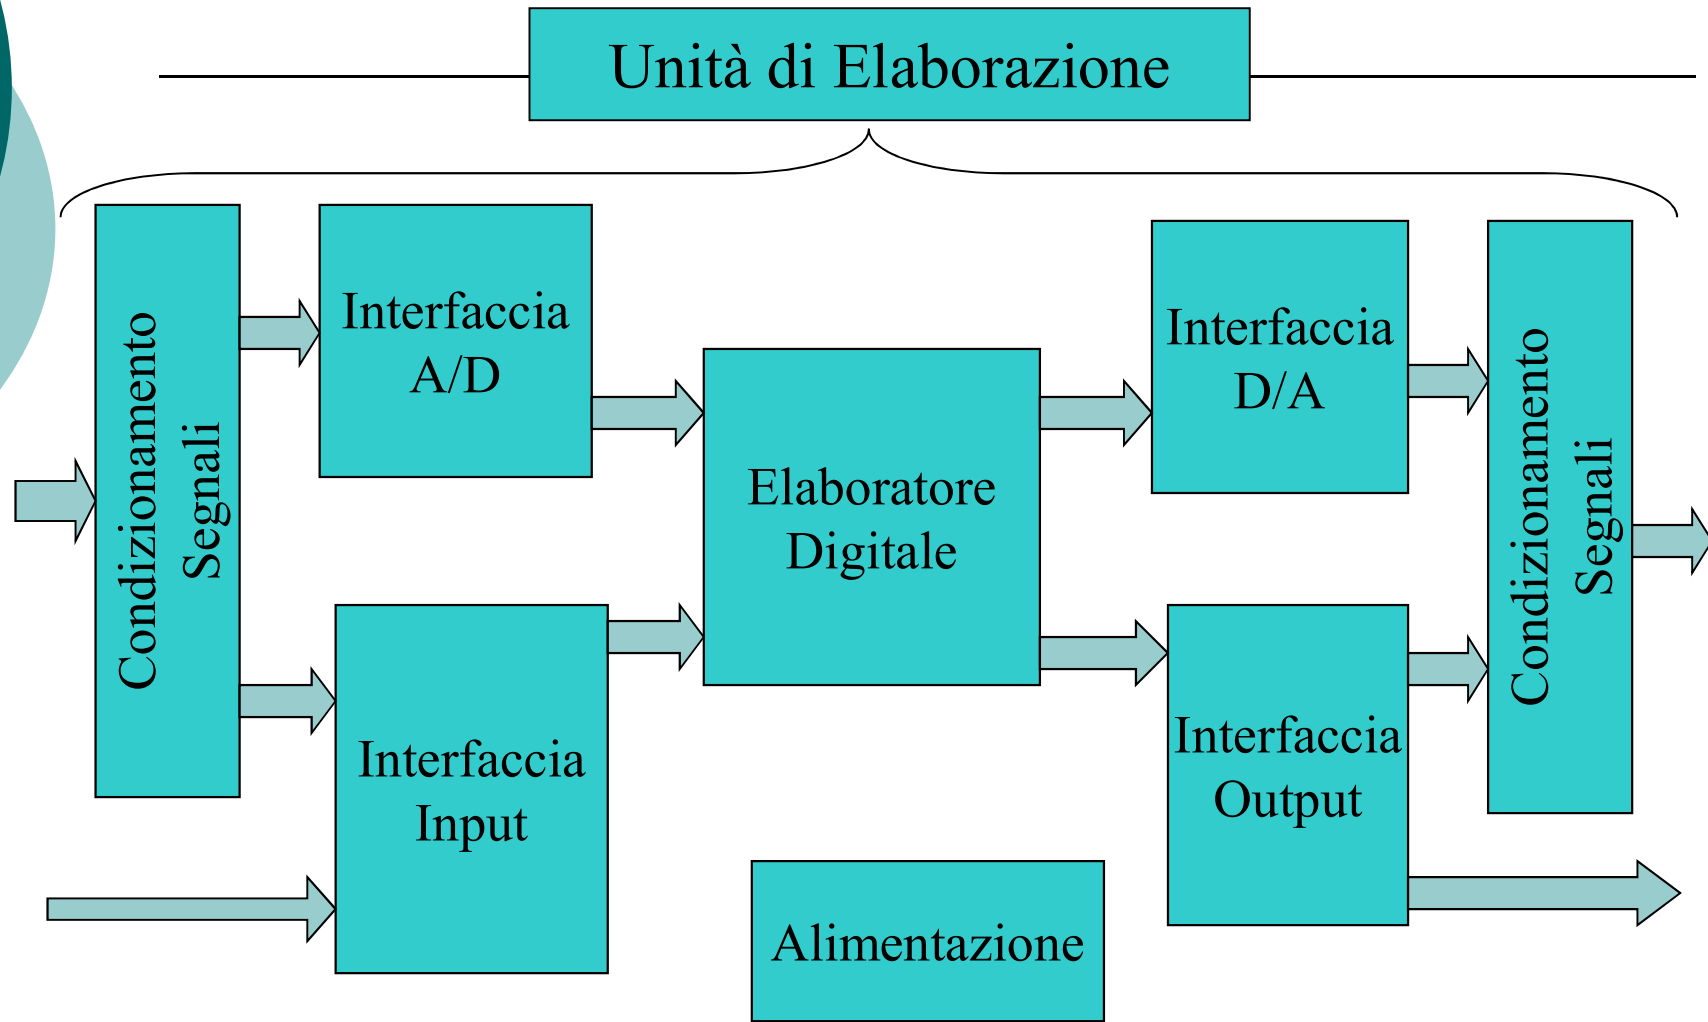 Unità di Elaborazione
Condizionamento
Segnali
Interfaccia
A/D
Interfaccia
Input
Elaboratore
Digitale
Interfaccia
D/A
Interfaccia
Output
Condizionamento
Segnali
Alimentazione